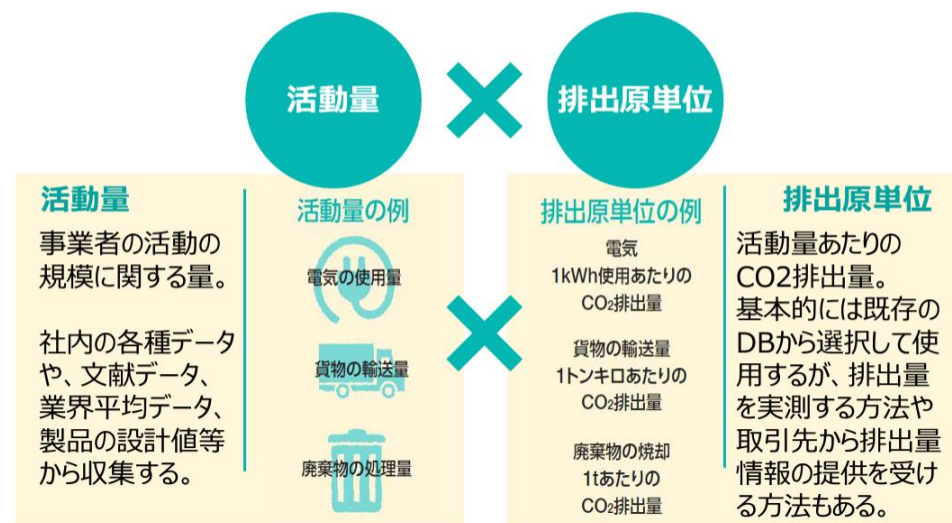 活動量
×
排出原単位
活動量
事業者の活動の
規模に関する量。
社内の各種データ
や、文献データ、
業界平均データ、
製品の設計値等
から収集する。
活動量の例
電気の使用量
貨物の輸送量
廃棄物の処理量
×
排出原単位の例
電気
1kWh使用あたりの
CO₂排出量
貨物の輸送量
1トンキロあたりの
CO₂排出量
廃棄物の焼却
1tあたりの
CO₂排出量
排出原単位
活動量あたりの
CO2排出量。
基本的には既存の
DBから選択して使
用するが、排出量
を実測する方法や
取引先から排出量
情報の提供を受け
る方法もある。